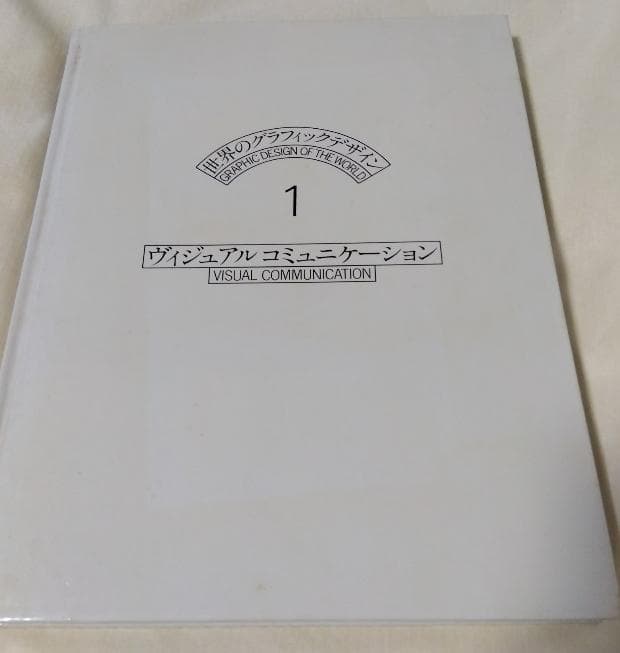 世界のグラフィックデザイン
GRAPHIC DESIGN OF THE WORLD
1
ヴィジュアル コミュニケーション
VISUAL COMMUNICATION